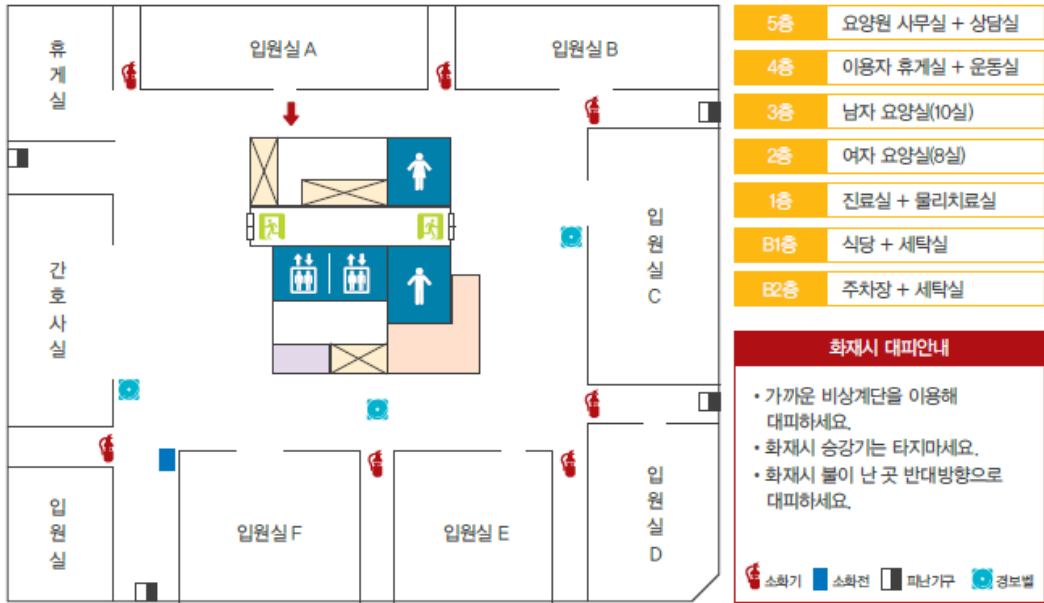 휴게실
입원실 A
입원실 B
입원실 C
간호사실
입원실
입원실 F
입원실 E
입원실 D
5층 요양원 사무실 + 상담실
4층 이용자 휴게실 + 운동실
3층 남자 요양실(10실)
2층 여자 요양실(8실)
1층 진료실 + 물리치료실
B1층 식당 + 세탁실
B2층 주차장 + 세탁실
화재시 대피안내
• 가까운 비상계단을 이용해
대피하세요.
• 화재시 승강기는 타지마세요.
• 화재시 불이 난 곳 반대방향으로
대피하세요.
소화기 소화전 피난기구 경보벨